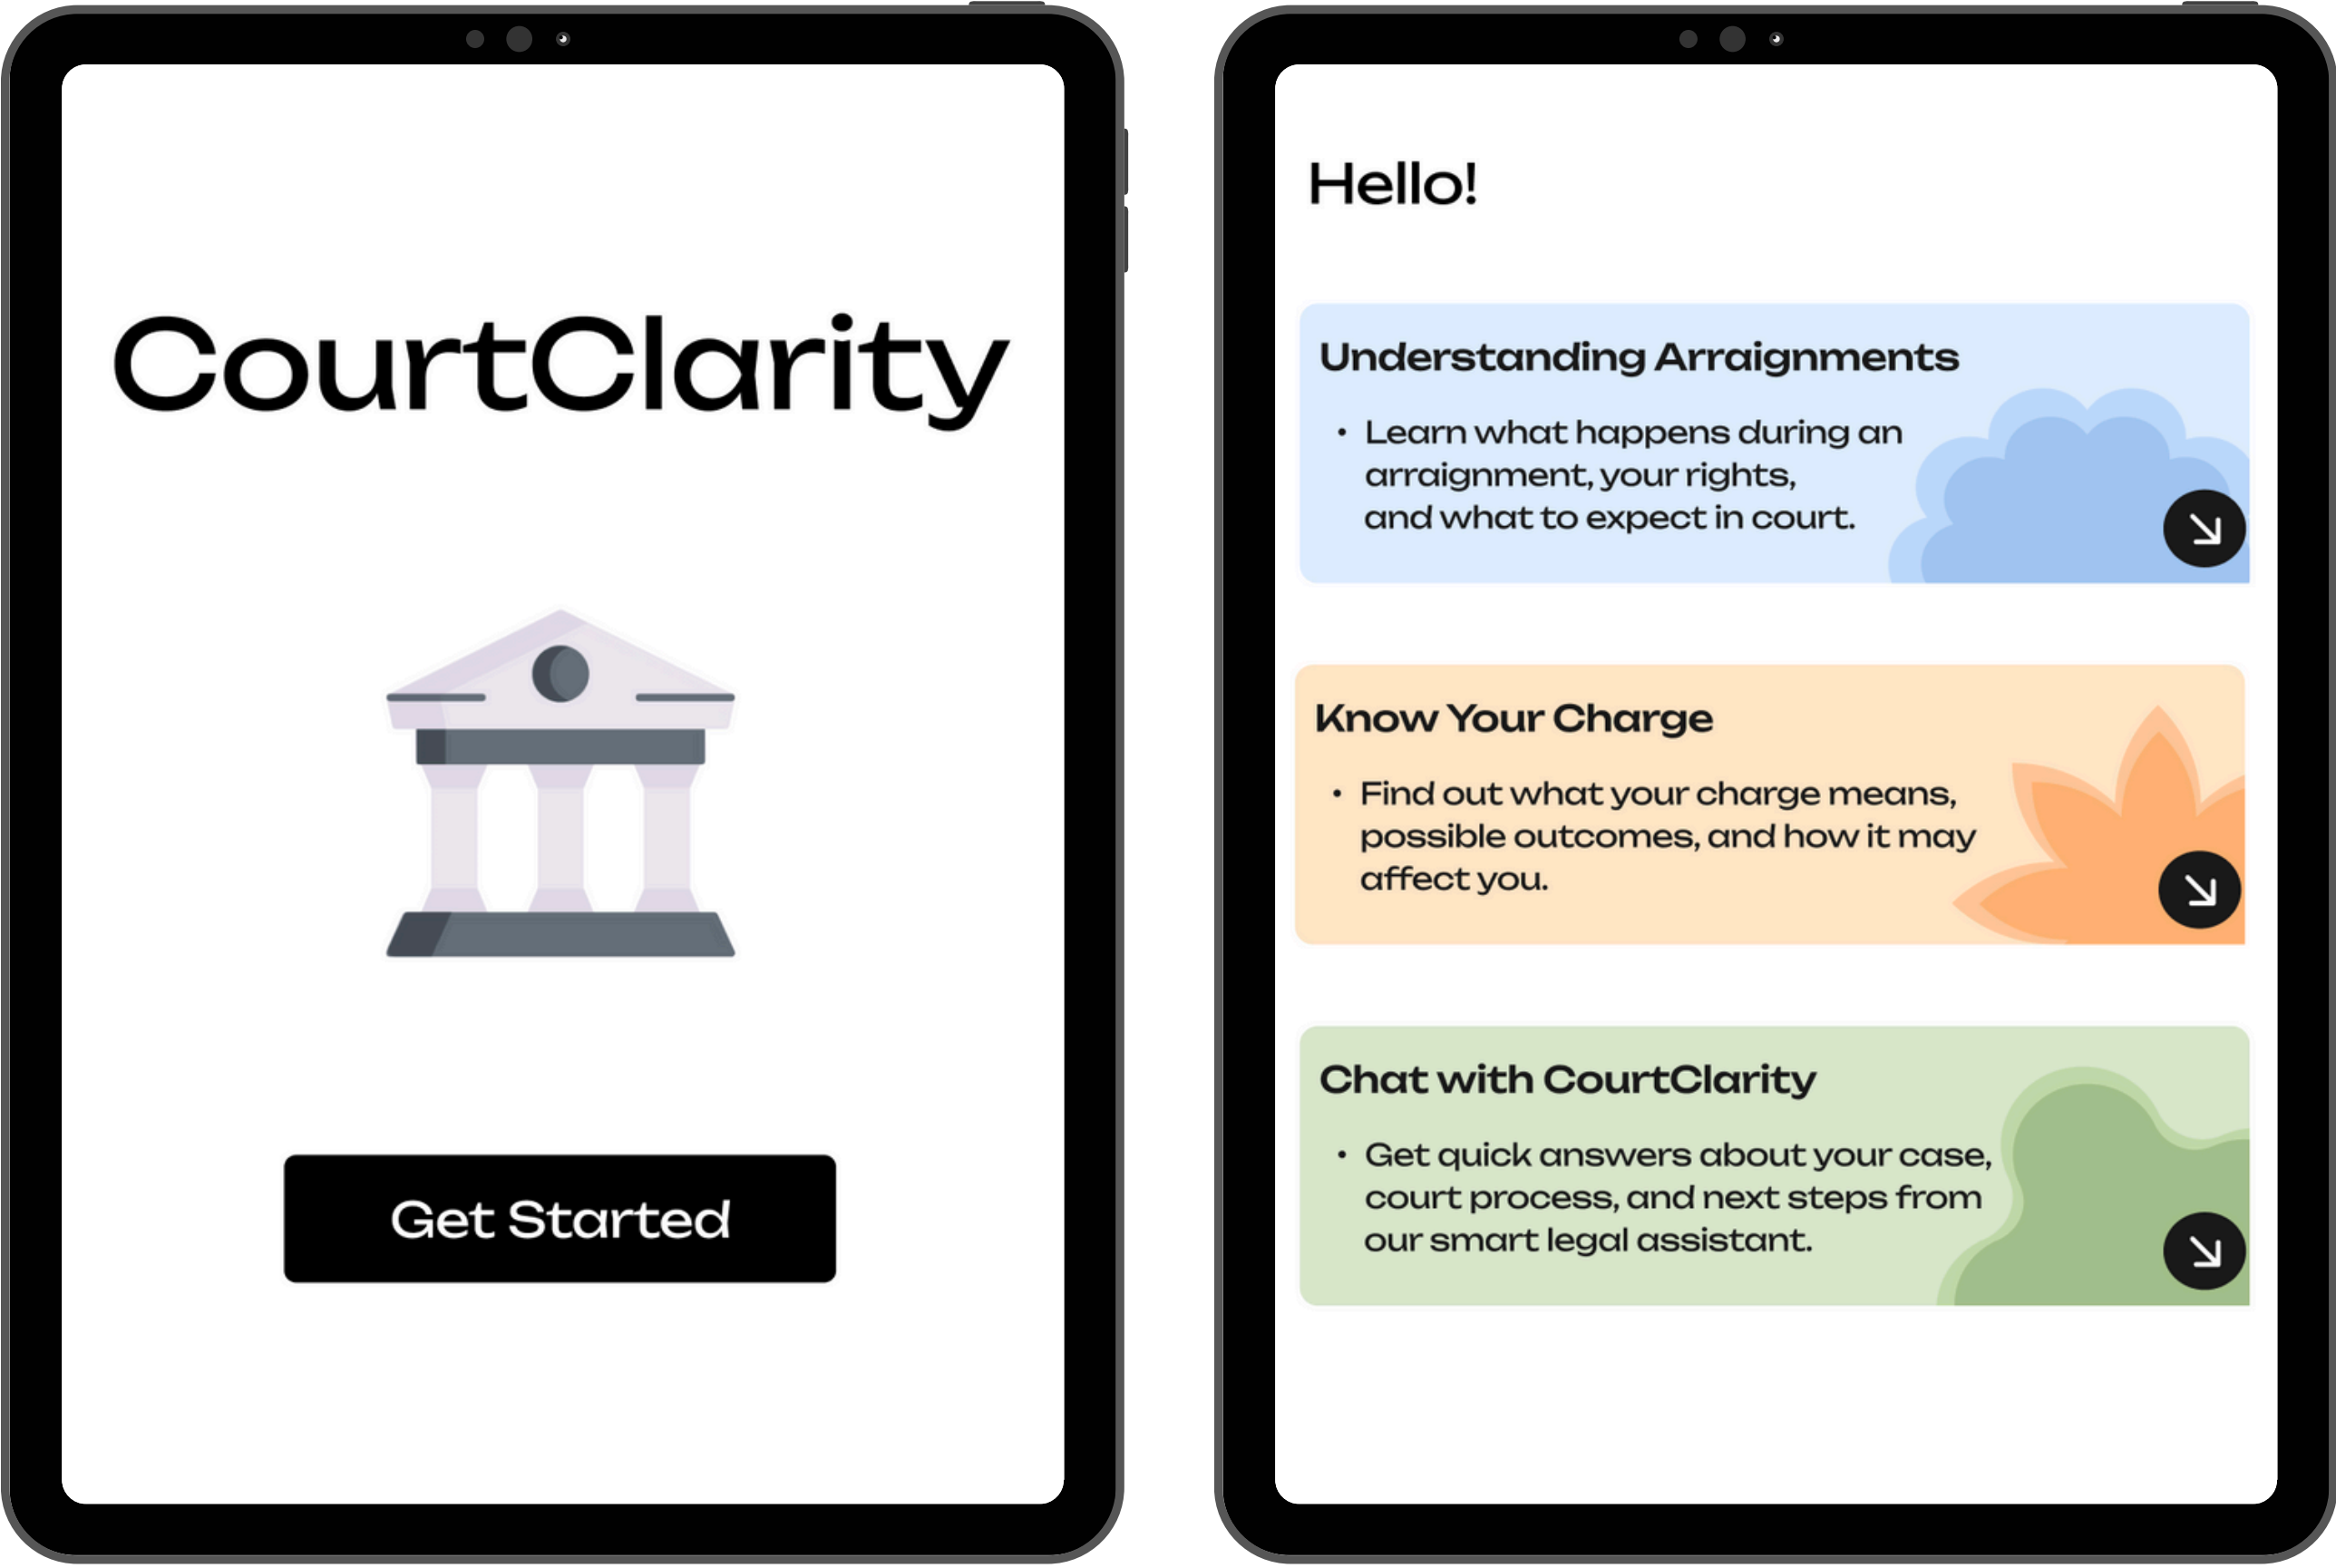 CourtClarity
Get Started
Hello!
Understanding Arraignments
• Learn what happens during an
arraignment, your rights,
and what to expect in court.
Know Your Charge
• Find out what your charge means,
possible outcomes, and how it may
affect you.
Chat with CourtClarity
• Get quick answers about your case,
court process, and next steps from
our smart legal assistant.